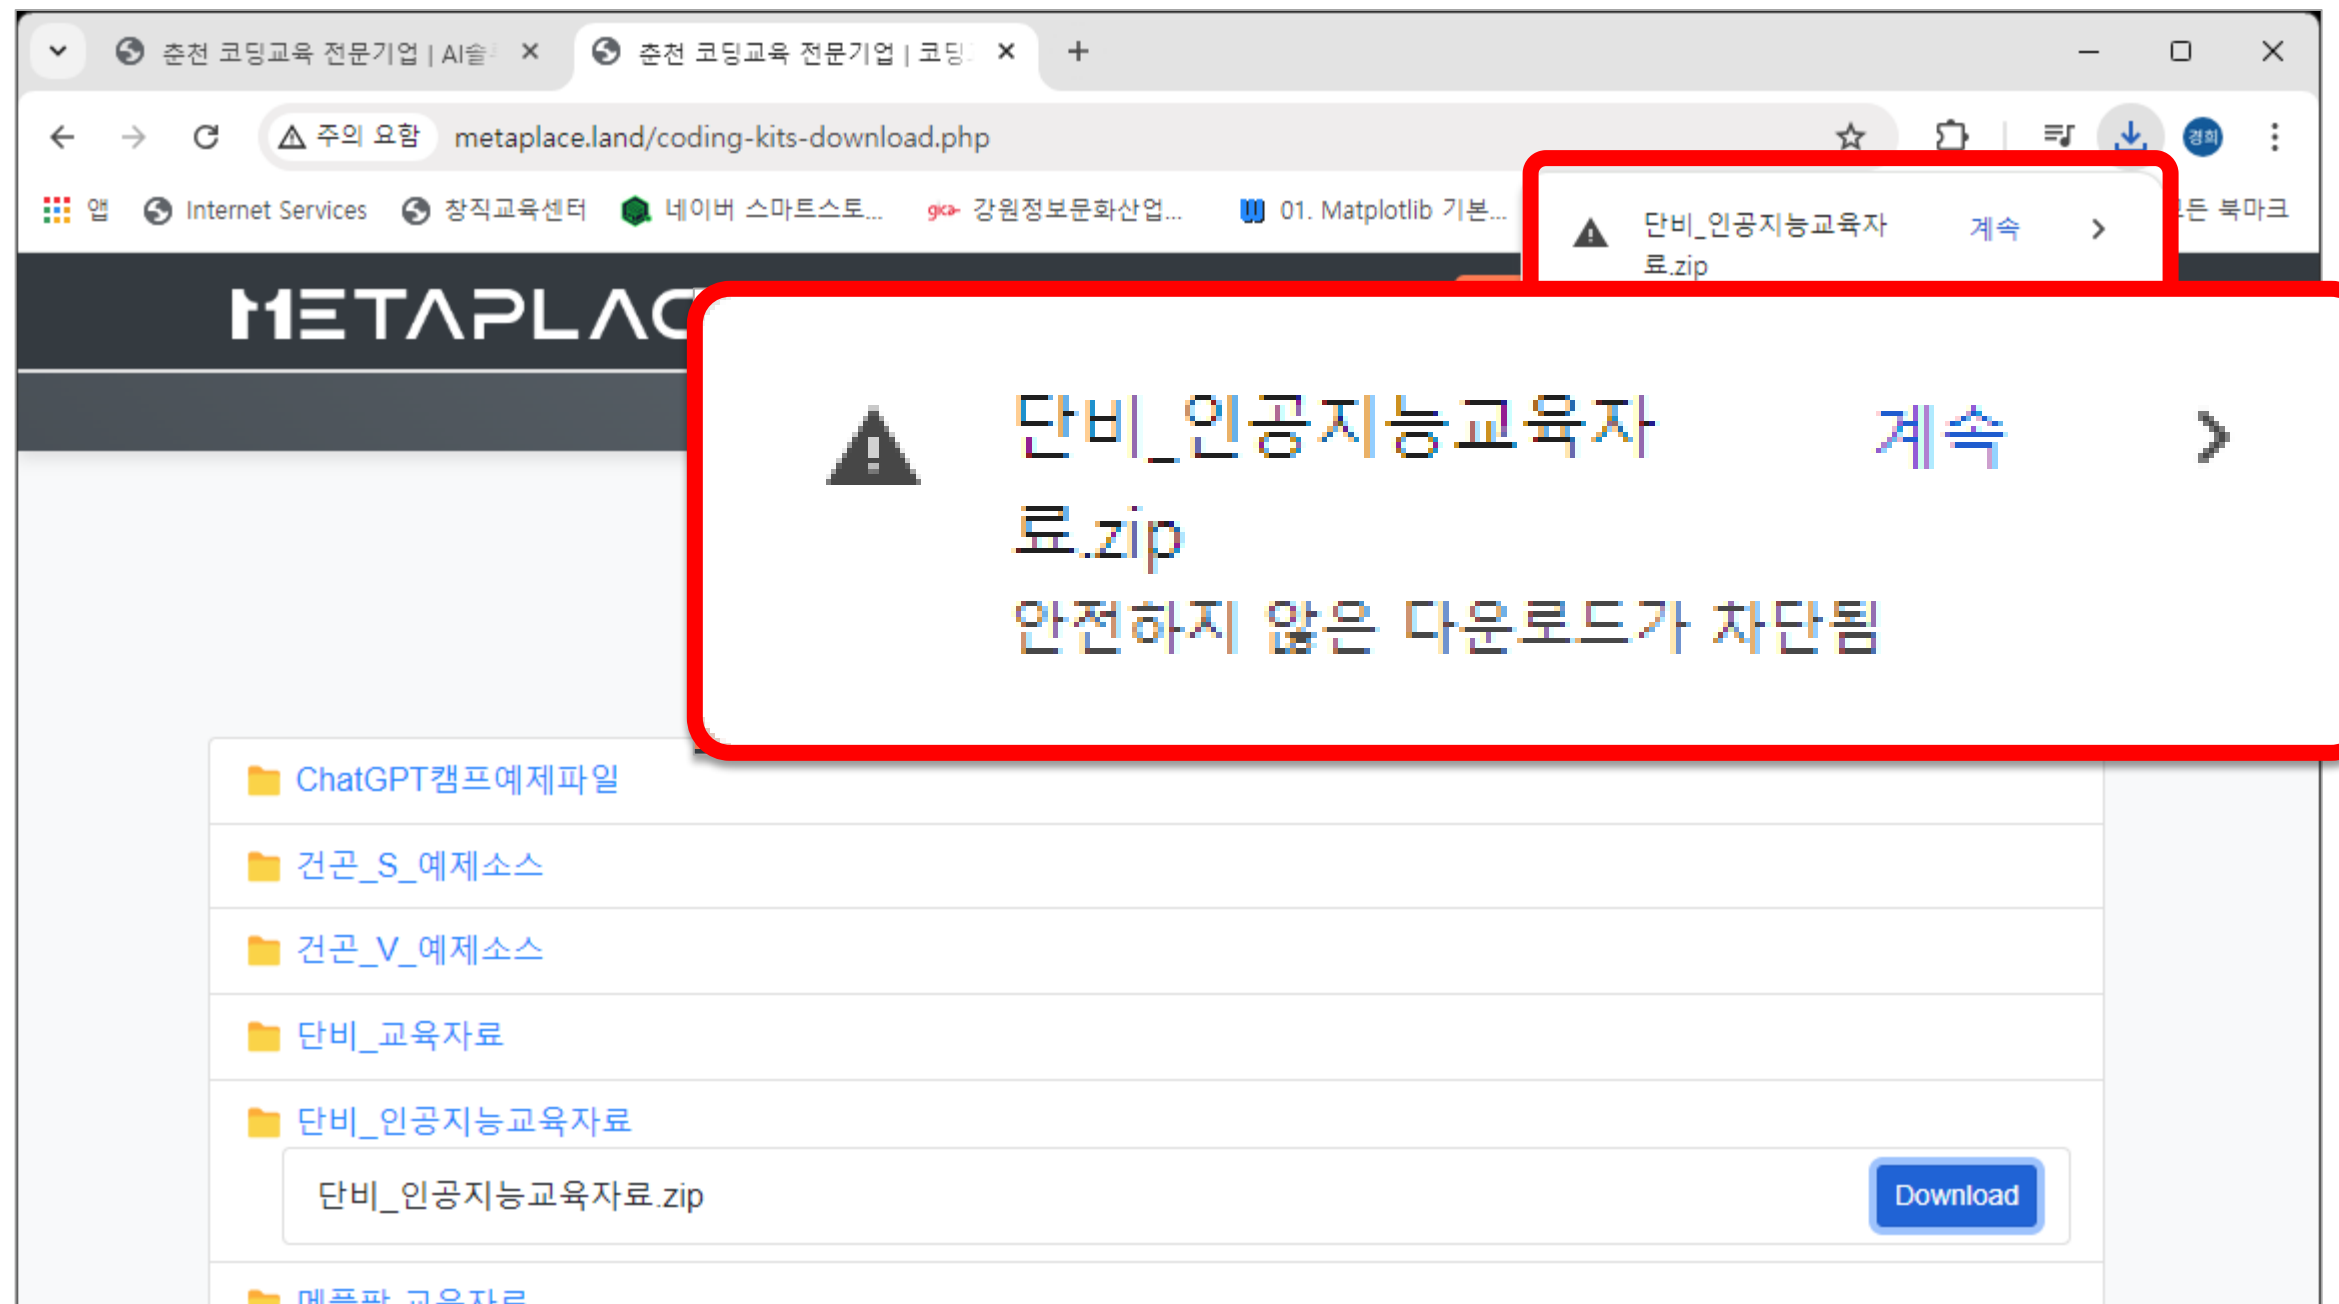 춘천 코딩교육 전문기업 | AI솔
춘천 코딩교육 전문기업 | 코딩
주의 요함 metaplace.land/coding-kits-download.php
경희
앱 Internet Services 창직교육센터 네이버 스마트스토... gica 강원정보문화산업... 01. Matplotlib 기본... 든 북마크
단비_인공지능교육자 계속
료.zip
METAPLAC
단비_인공지능교육자 계속
료.zip
안전하지 않은 다운로드가 차단됨
ChatGPT캠프예제파일
건곤_S_예제소스
건곤_V_예제소스
단비_교육자료
단비_인공지능교육자료
단비_인공지능교육자료.zip Download
교육자료